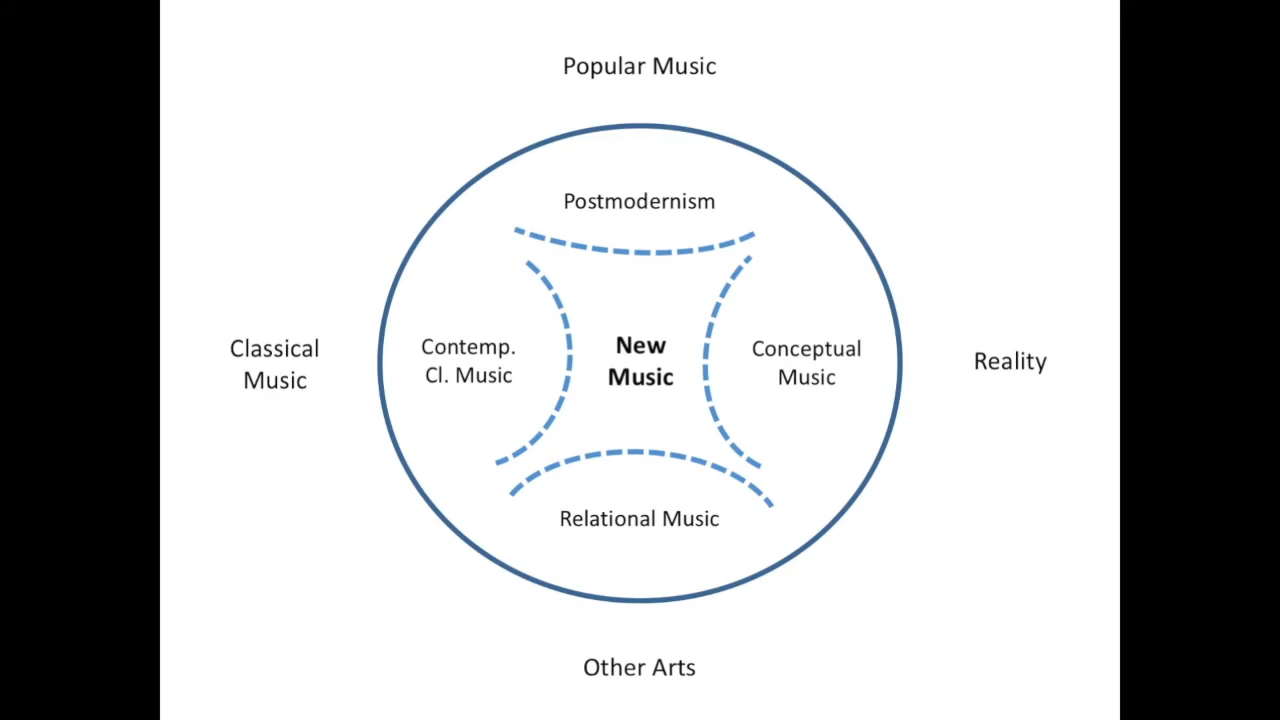 Popular Music
Postmodernism
Classical
Music
Contemp.
Cl. Music
New
Music
Conceptual
Music
Reality
Relational Music
Other Arts